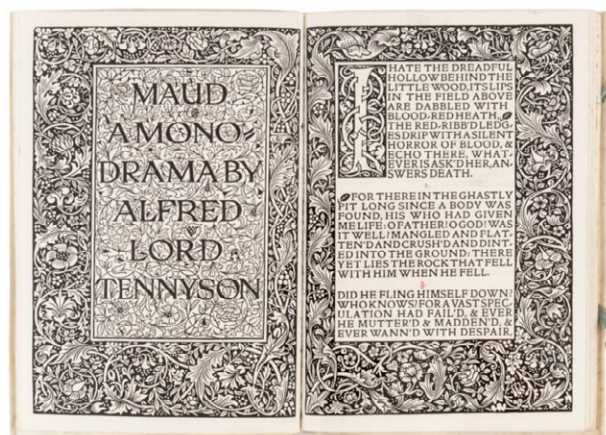 MAUD
A MONO-
DRAMA BY
ALFRED
LORD
TENNYSON
I HATE THE DREADFUL
HOLLOW BEHIND THE
LITTLE WOOD, ITS LIPS
IN THE FIELD ABOVE
ARE DABBLED WITH
BLOOD-RED HEATH,
THE RED-RIBB'D LEDG-
ES DRIP WITH A SILENT
HORROR OF BLOOD, &
ECHO THERE, WHAT-
EVER IS ASK'D HER, AN-
SWERS DEATH.
2.
FOR THERE IN THE GHASTLY
PIT LONG SINCE A BODY WAS
FOUND, HIS WHO HAD GIVEN
ME LIFE: O FATHER! O GOD! WAS
IT WELL? MANGLED AND FLAT-
TEN'D AND CRUSH'D AND DINT-
ED INTO THE GROUND: THERE
YET LIES THE ROCK THAT FELL
WITH HIM WHEN HE FELL.
3.
DID HE FLING HIMSELF DOWN?
WHO KNOWS? FOR A VAST SPEC-
ULATION HAD FAIL'D, & EVER
HE MUTTER'D & MADDEN'D, &
EVER WANN'D WITH DESPAIR,